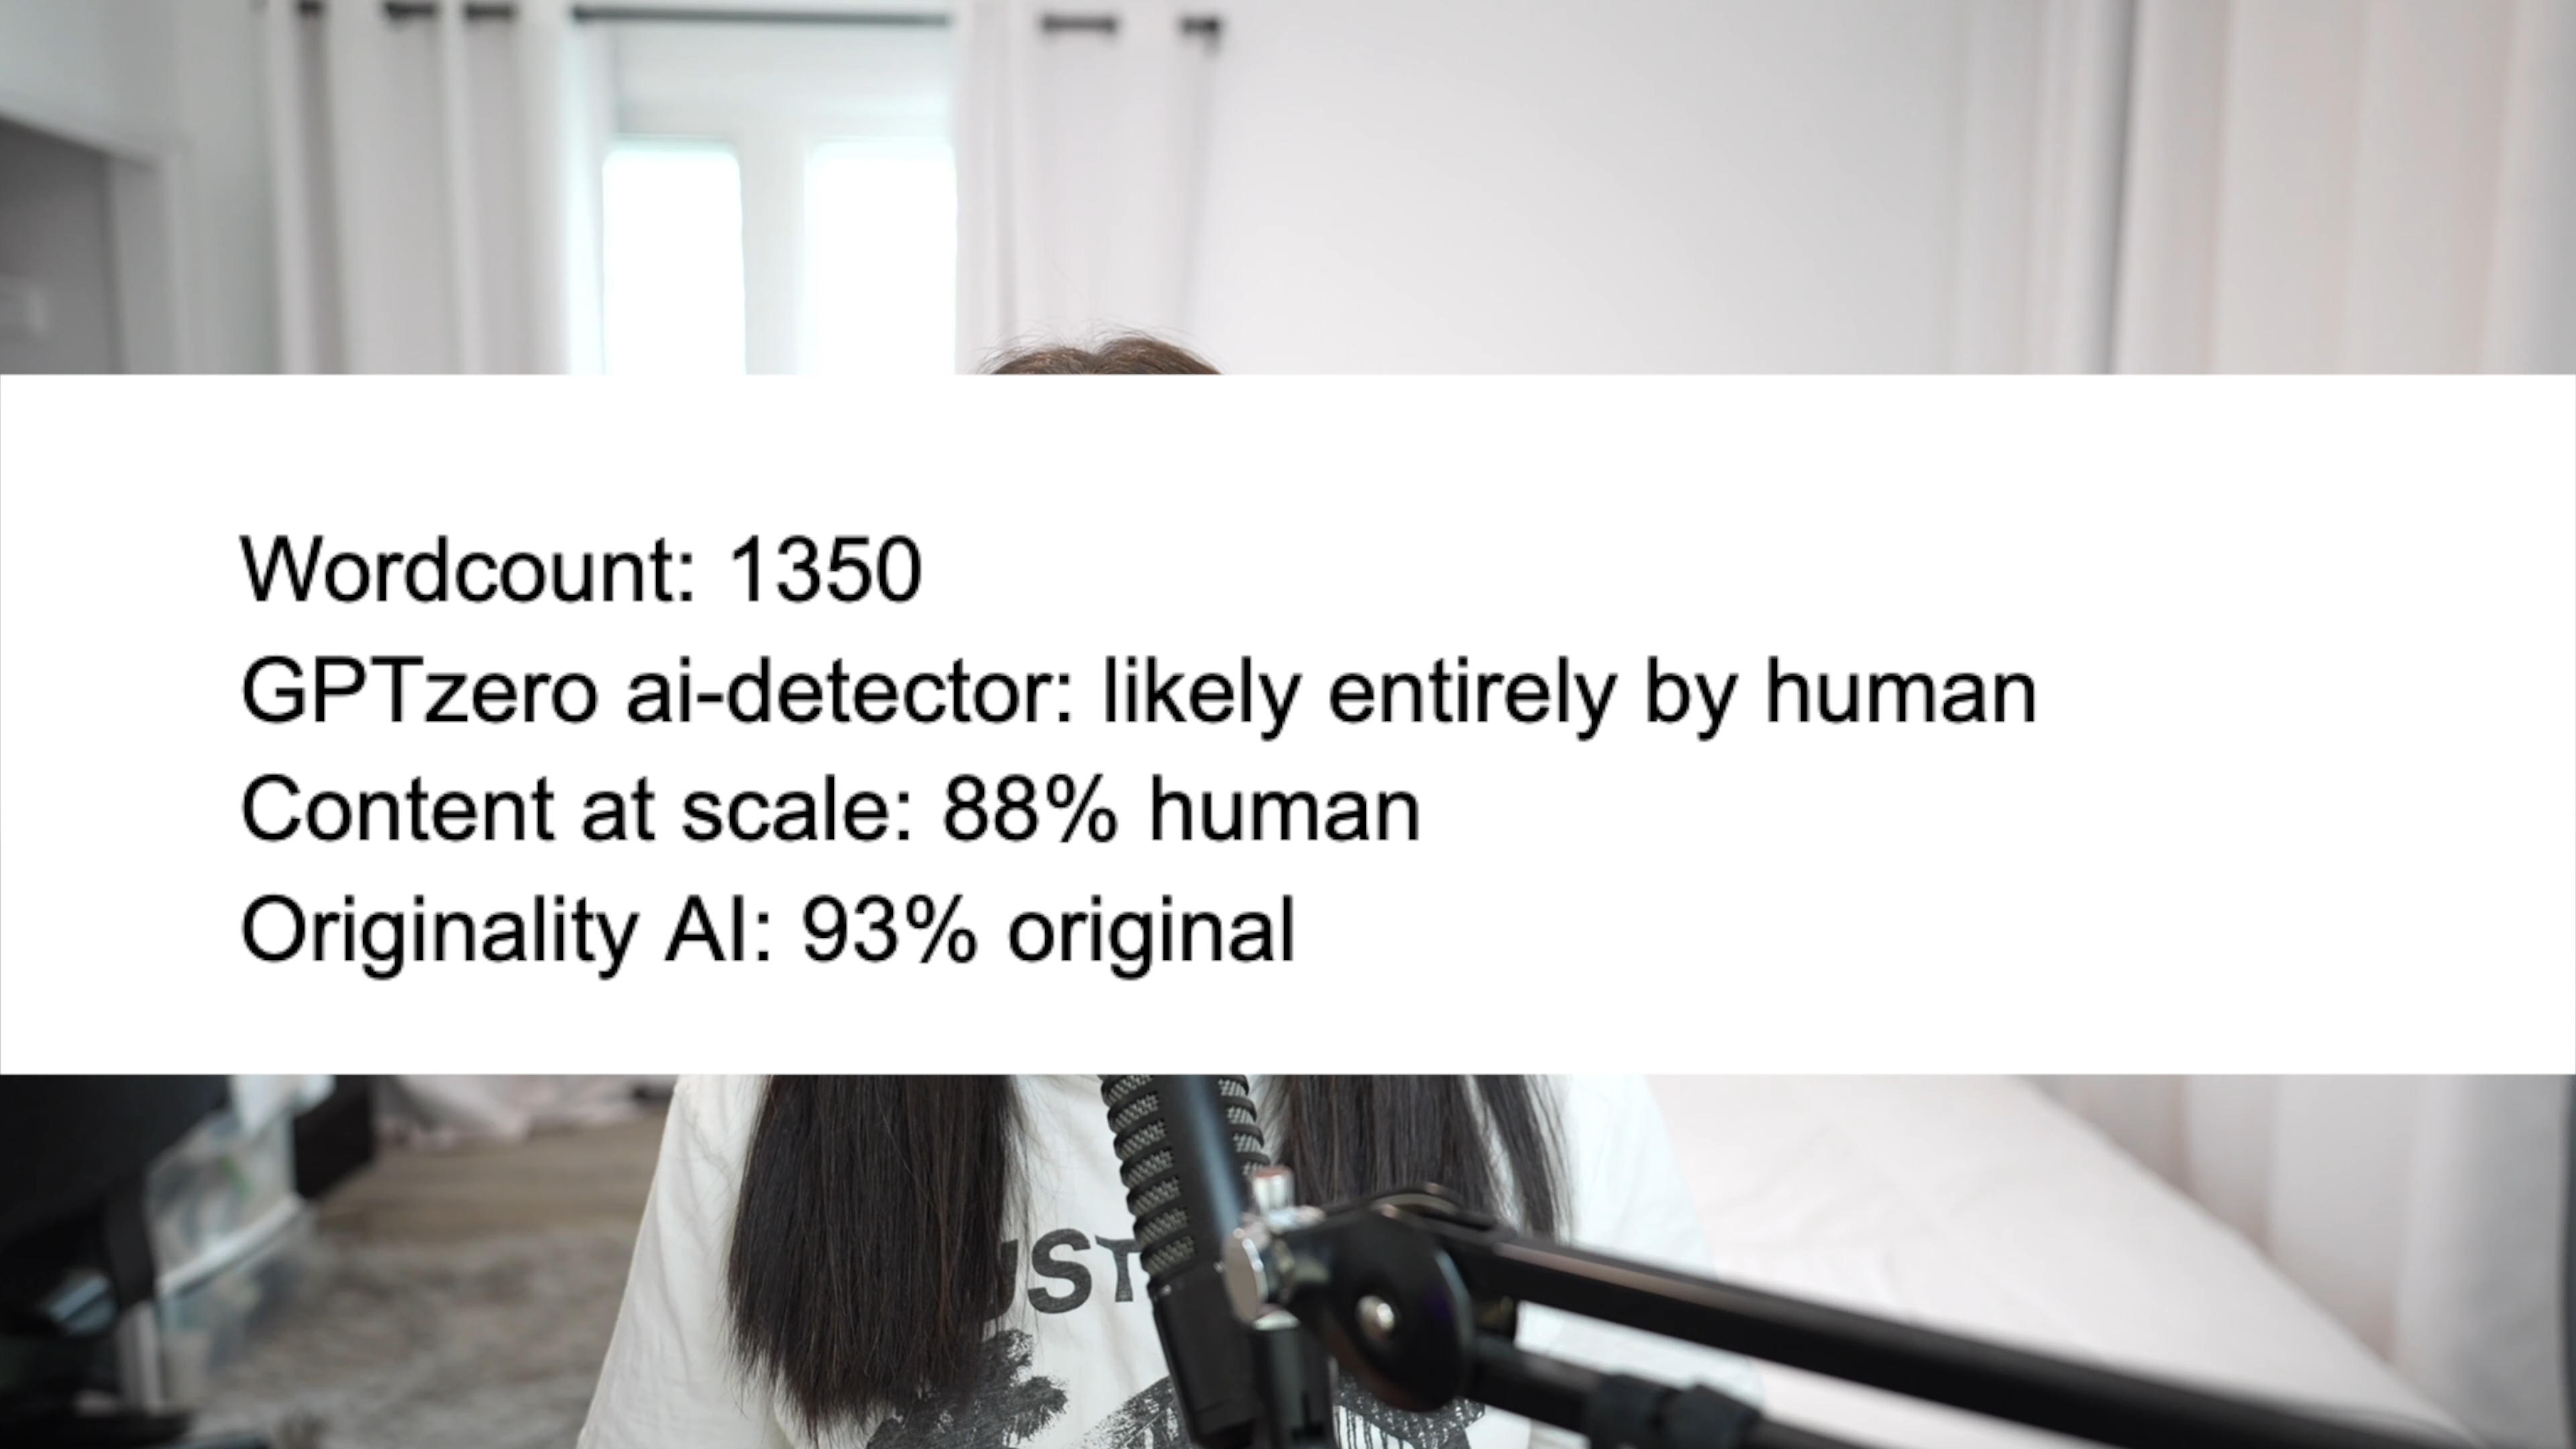 Wordcount: 1350
GPTzero ai-detector: likely entirely by human
Content at scale: 88% human
Originality AI: 93% original